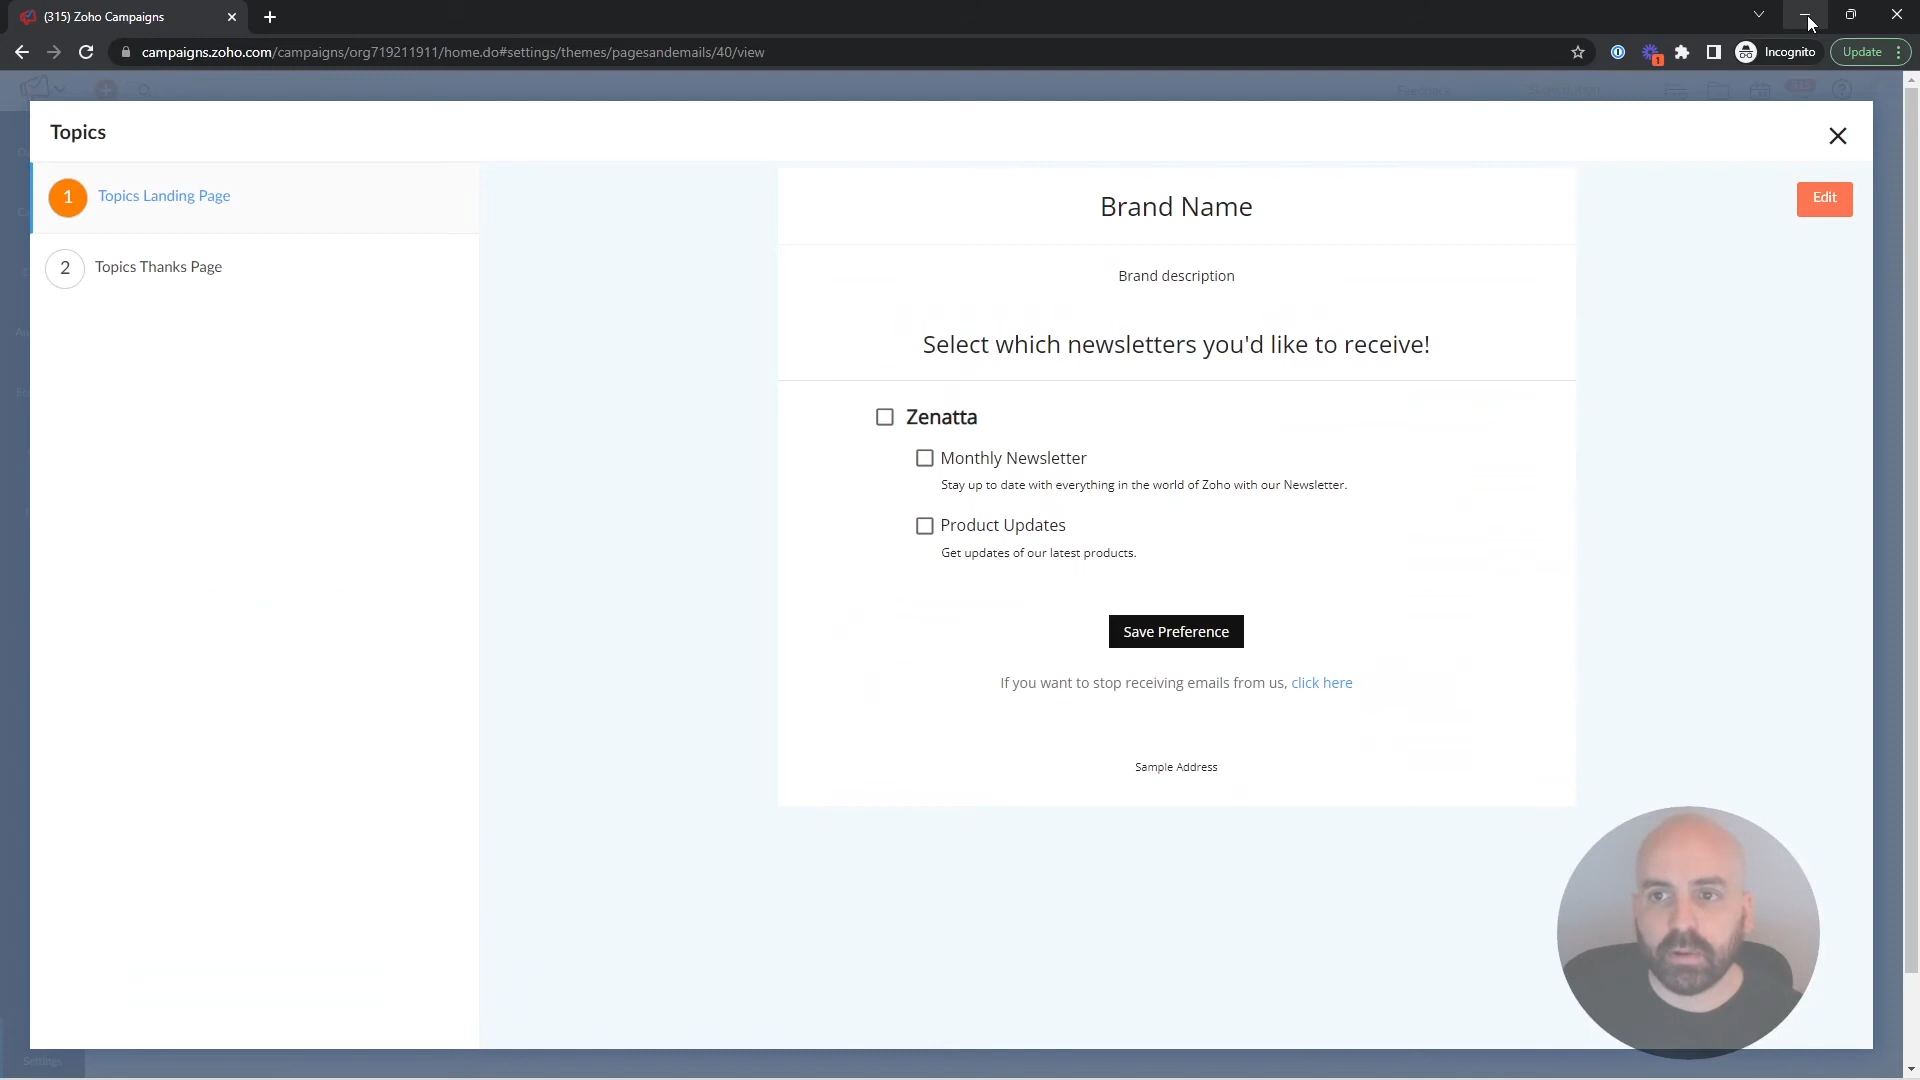 (315) Zoho Campaigns
campaigns.zoho.com/campaigns/org719211911/home.do#settings/themes/pagesandemails/40/view
1
Incognito
Update
Feedback
Topics
1 Topics Landing Page
2 Topics Thanks Page
Edit
Brand Name
Brand description
Select which newsletters you'd like to receive!
Zenatta
Monthly Newsletter
Stay up to date with everything in the world of Zoho with our Newsletter.
Product Updates
Get updates of our latest products.
Save Preference
If you want to stop receiving emails from us, click here
Sample Address
Settings